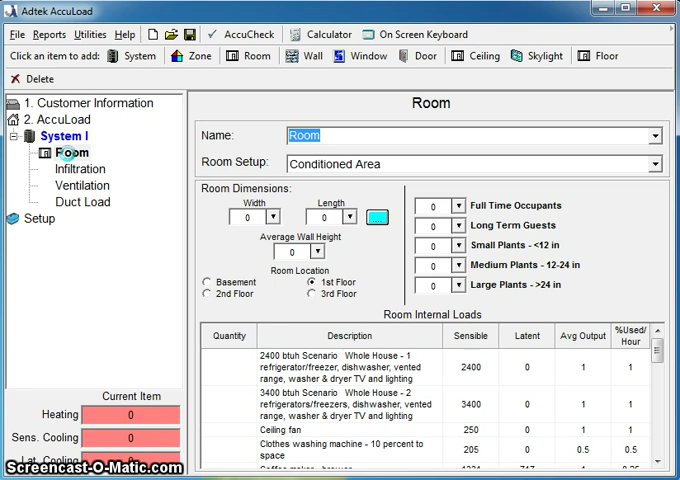 Adtek AccuLoad
File Reports Utilities Help AccuCheck Calculator On Screen Keyboard
Click an item to add: System Zone Room Wall Window Door Ceiling Skylight Floor
Delete
1. Customer Information
2. AccuLoad
System I
Room
Infiltration
Ventilation
Duct Load
Setup
Current Item
Heating 0
Sens. Cooling 0
Lat. Cooling 0
Room
Name: Room
Room Setup: Conditioned Area
Room Dimensions:
Width Length
0 0 ....
Average Wall Height
0
Room Location
Basement 1st Floor
2nd Floor 3rd Floor
0 Full Time Occupants
0 Long Term Guests
0 Small Plants - <12 in
0 Medium Plants - 12-24 in
0 Large Plants - >24 in
Room Internal Loads
Quantity Description Sensible Latent Avg Output %Used/
Hour
2400 btuh Scenario Whole House - 1
refrigerator/freezer, dishwasher, vented
range, washer & dryer TV and lighting
2400 0 1 1
3400 btuh Scenario Whole House - 2
refrigerators/freezers, dishwasher, vented
range, washer & dryer TV and lighting
3400 0 1 1
Ceiling fan 250 0 1 1
Clothes washing machine - 10 percent to
space
205 0 0.5 0.5
Screencast-O-Matic.com